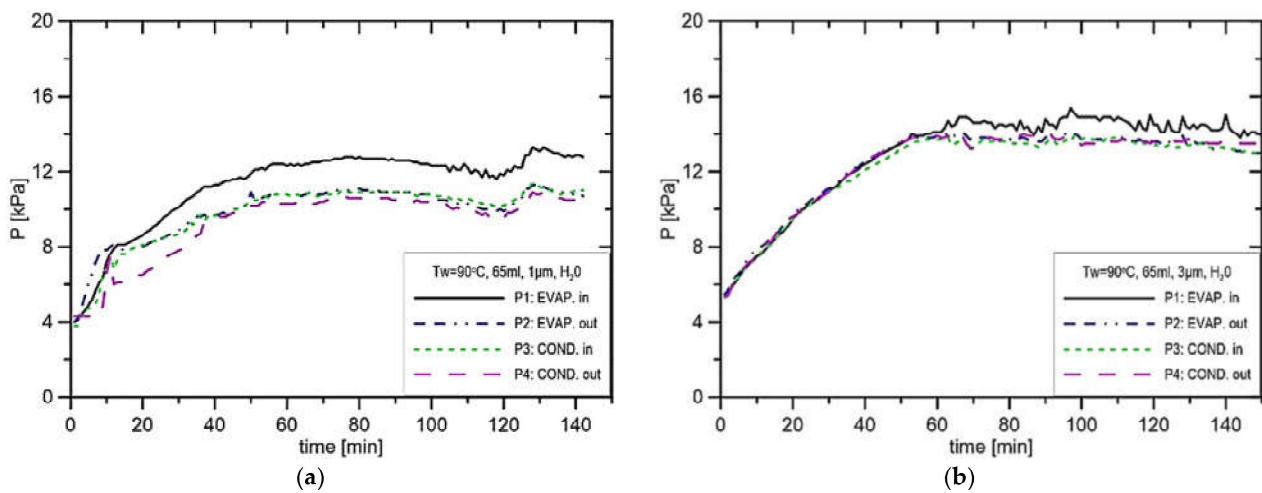 20
16
12
8
4
0
P [kPa]
0 20 40 60 80 100 120 140
time [min]
Tw=90°C, 65ml, 1µm, H₂0
P1: EVAP. in
P2: EVAP. out
P3: COND. in
P4: COND. out
(a)
20
16
12
8
4
0
P [kPa]
0 20 40 60 80 100 120 140
time [min]
Tw=90°C, 65ml, 3µm, H₂0
P1: EVAP. in
P2: EVAP. out
P3: COND. in
P4: COND. out
(b)